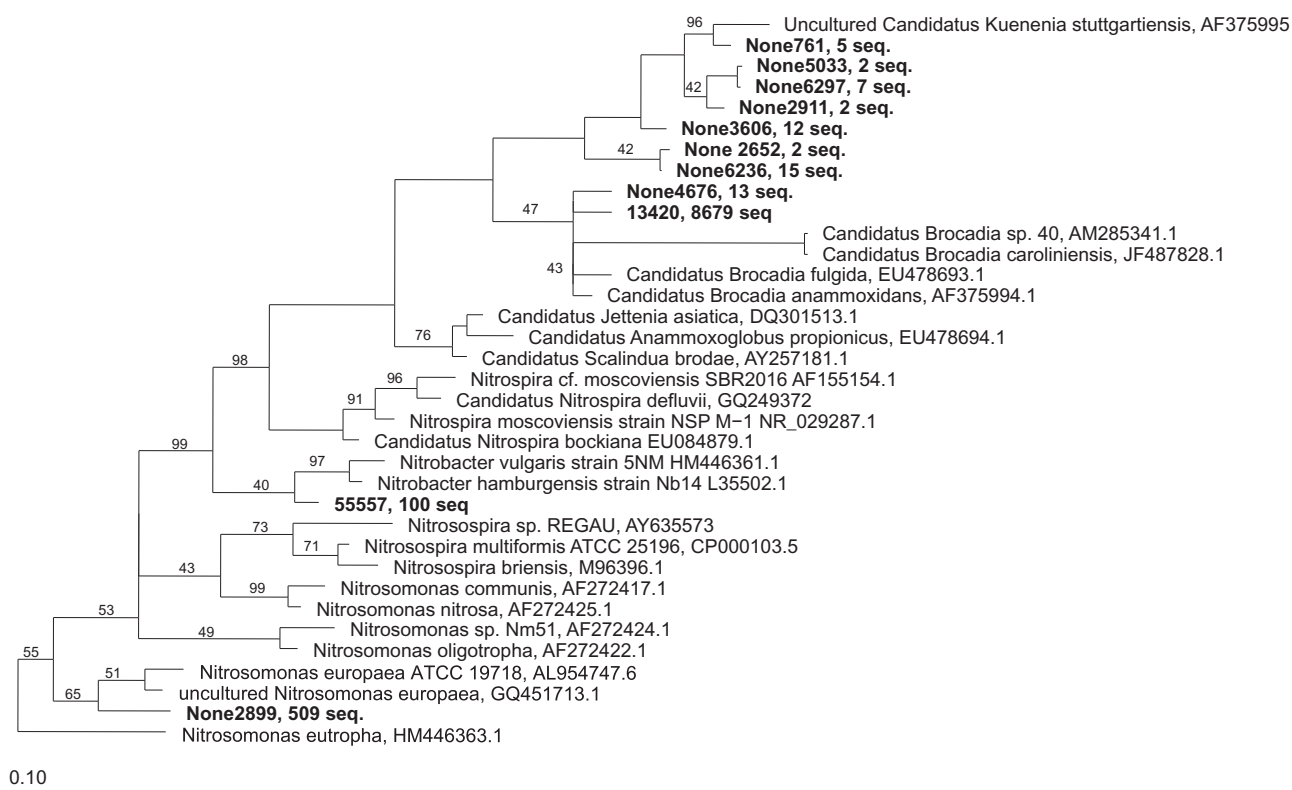 96
Uncultured Candidatus Kuenenia stuttgartiensis, AF375995
None761, 5 seq.
None5033, 2 seq.
42
None6297, 7 seq.
None2911, 2 seq.
None3606, 12 seq.
42
None 2652, 2 seq.
None6236, 15 seq.
None4676, 13 seq.
47
13420, 8679 seq
Candidatus Brocadia sp. 40, AM285341.1
Candidatus Brocadia caroliniensis, JF487828.1
43
Candidatus Brocadia fulgida, EU478693.1
Candidatus Brocadia anammoxidans, AF375994.1
Candidatus Jettenia asiatica, DQ301513.1
76
Candidatus Anammoxoglobus propionicus, EU478694.1
Candidatus Scalindua brodae, AY257181.1
98
96
Nitrospira cf. moscoviensis SBR2016 AF155154.1
91
Candidatus Nitrospira defluvii, GQ249372
Nitrospira moscoviensis strain NSP M−1 NR_029287.1
99
Candidatus Nitrospira bockiana EU084879.1
97
Nitrobacter vulgaris strain 5NM HM446361.1
40
Nitrobacter hamburgensis strain Nb14 L35502.1
55557, 100 seq
73
Nitrosospira sp. REGAU, AY635573
71
Nitrosospira multiformis ATCC 25196, CP000103.5
43
Nitrosospira briensis, M96396.1
99
Nitrosomonas communis, AF272417.1
53
Nitrosomonas nitrosa, AF272425.1
49
Nitrosomonas sp. Nm51, AF272424.1
55
Nitrosomonas oligotropha, AF272422.1
51
Nitrosomonas europaea ATCC 19718, AL954747.6
65
uncultured Nitrosomonas europaea, GQ451713.1
None2899, 509 seq.
Nitrosomonas eutropha, HM446363.1
0.10